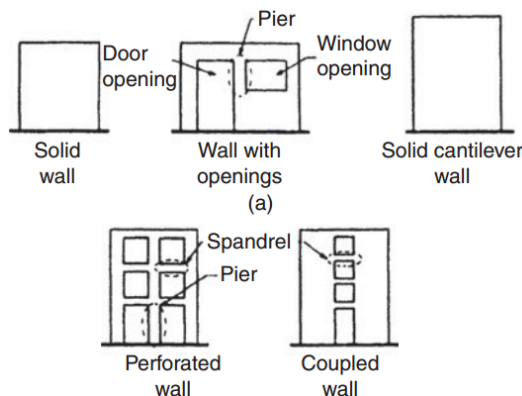 Pier
Door
opening
Window
opening
Solid
wall
Wall with
openings
Solid cantilever
wall
(a)
Spandrel
Pier
Perforated
wall
Coupled
wall